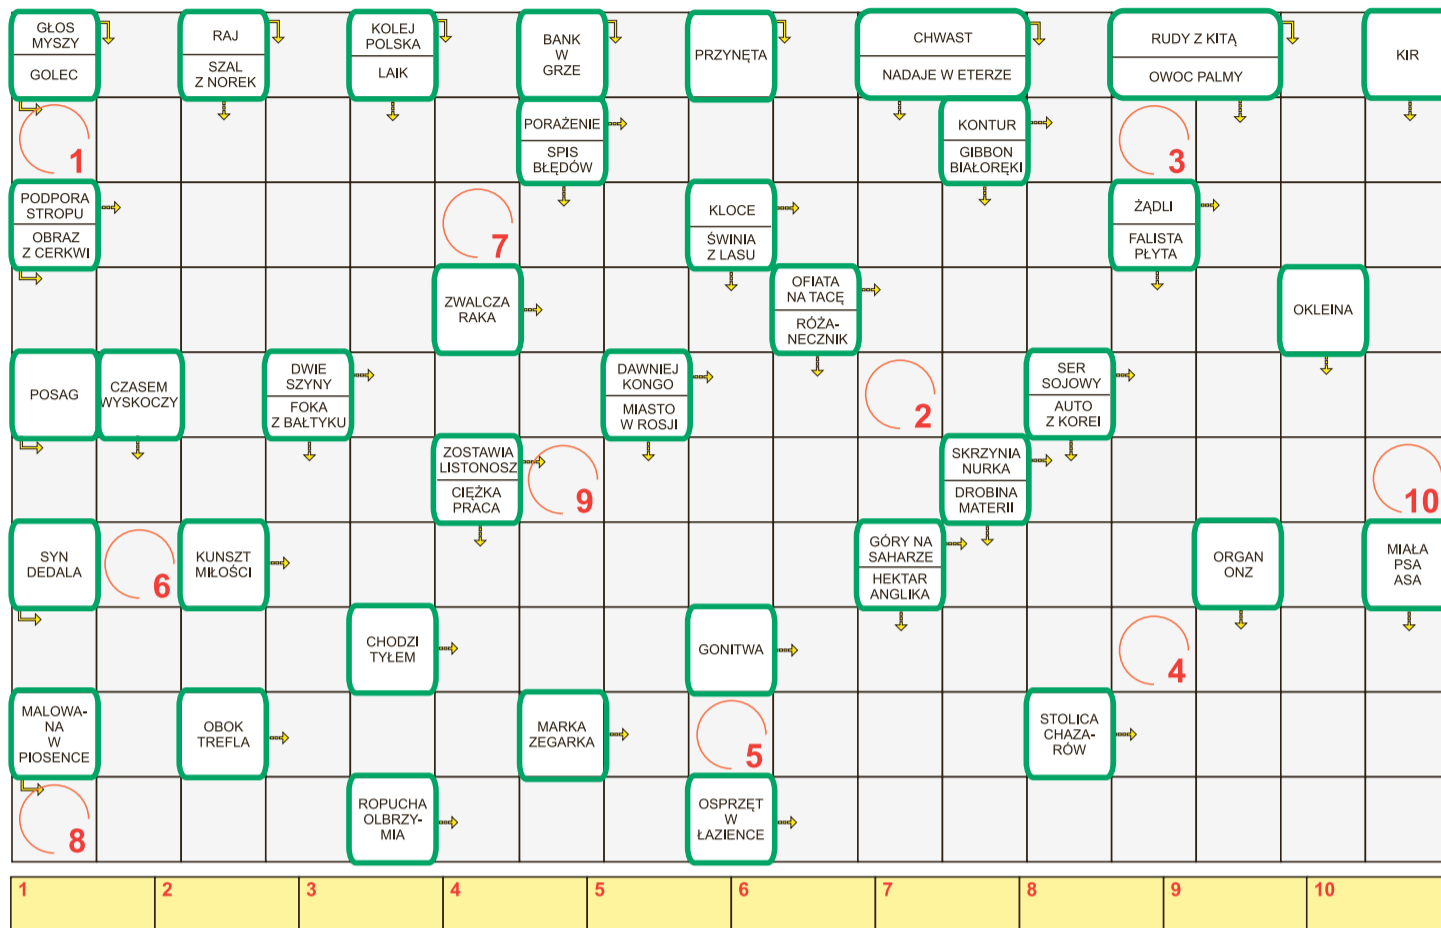 GŁOS
MYSZY
GOLEC
RAJ
SZAL
Z NOREK
KOLEJ
POLSKA
LAIK
BANK
W
GRZE
PRZYNĘTA
CHWAST
NADAJE W ETERZE
RUDY Z KITĄ
OWOC PALMY
KIR
1
PORAŻENIE
SPIS
BŁĘDÓW
KONTUR
GIBBON
BIAŁORĘKI
3
PODPORA
STROPU
OBRAZ
Z CERKWI
7
KLOCE
ŚWINIA
Z LASU
ŻĄDLI
FALISTA
PŁYTA
ZWALCZA
RAKA
OFIATA
NA TACĘ
RÓŻA-
NECZNIK
OKLEINA
POSAG
CZASEM
WYSKOCZY
DWIE
SZYNY
FOKA
Z BAŁTYKU
DAWNIEJ
KONGO
MIASTO
W ROSJI
2
SER
SOJOWY
AUTO
Z KOREI
ZOSTAWIA
LISTONOSZ
CIĘŻKA
PRACA
9
SKRZYNIA
NURKA
DROBINA
MATERII
10
SYN
DEDALA
6
KUNSZT
MIŁOŚCI
GÓRY NA
SAHARZE
HEKTAR
ANGLIKA
ORGAN
ONZ
MIAŁA
PSA
ASA
CHODZI
TYŁEM
GONITWA
4
MALOWA-
NA
W
PIOSENCE
OBOK
TREFLA
MARKA
ZEGARKA
5
STOLICA
CHAZA-
RÓW
8
ROPUCHA
OLBRZY-
MIA
OSPRZĘT
W
ŁAZIENCE
1 2 3 4 5 6 7 8 9 10